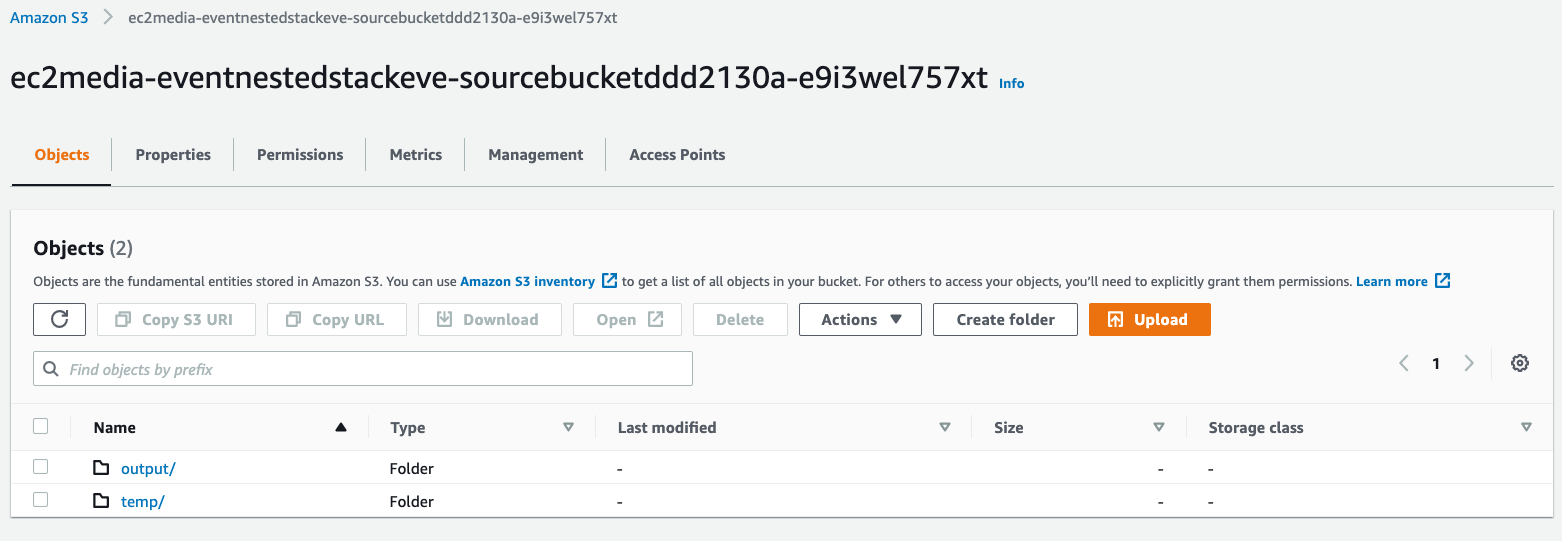 Amazon S3 ec2media-eventnestedstackeve-sourcebucketddd2130a-e9i3wel757xt
ec2media-eventnestedstackeve-sourcebucketddd2130a-e9i3wel757xt Info
Objects Properties Permissions Metrics Management Access Points
Objects (2)
Objects are the fundamental entities stored in Amazon S3. You can use Amazon S3 inventory to get a list of all objects in your bucket. For others to access your objects, you'll need to explicitly grant them permissions. Learn more
Copy S3 URI Copy URL Download Open Delete Actions Create folder Upload
Find objects by prefix 1
Name Type Last modified Size Storage class
output/ Folder - - -
temp/ Folder - - -